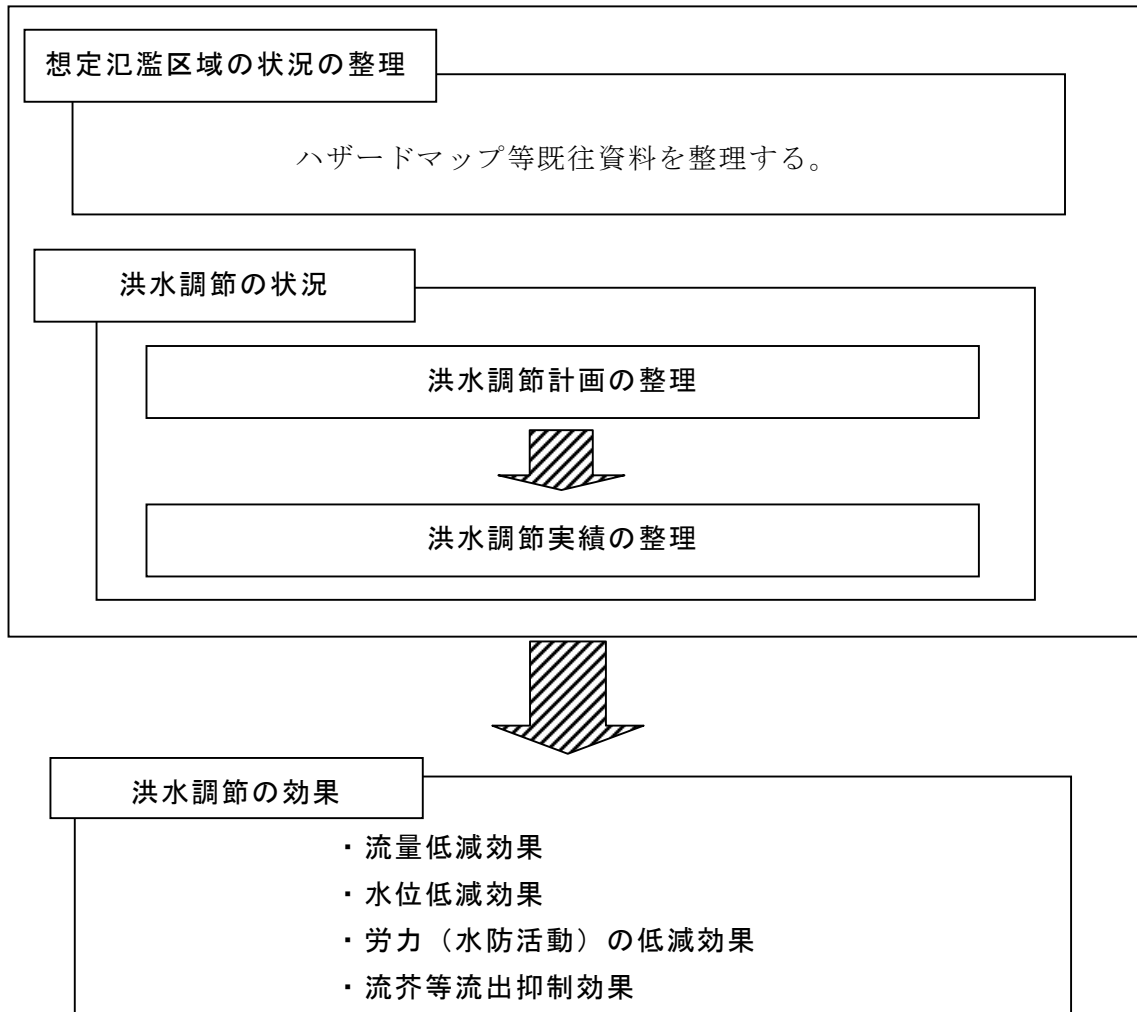 想定氾濫区域の状況の整理
ハザードマップ等既往資料を整理する。
洪水調節の状況
洪水調節計画の整理
洪水調節実績の整理
洪水調節の効果
・流量低減効果
・水位低減効果
・労力（水防活動）の低減効果
・流芥等流出抑制効果